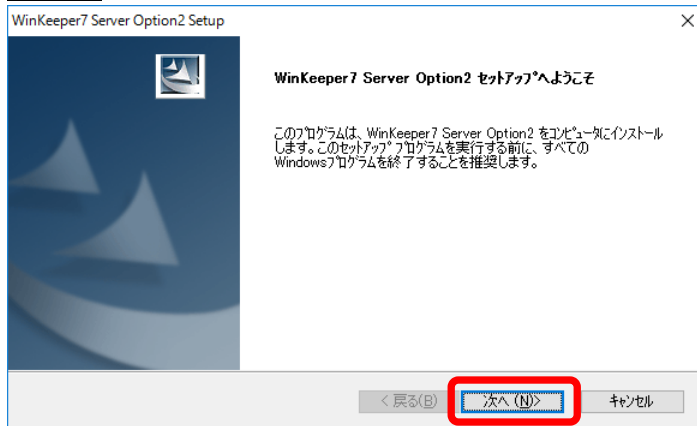 WinKeeper7 Server Option2 Setup
WinKeeper7 Server Option2 ｾｯﾄｱｯﾌﾟへようこそ
このﾌﾟﾛｸﾞﾗﾑは、WinKeeper7 Server Option2 をｺﾝﾋﾟｭｰﾀにｲﾝｽﾄｰﾙ
します。このｾｯﾄｱｯﾌﾟ ﾌﾟﾛｸﾞﾗﾑを実行する前に、すべての
Windowsﾌﾟﾛｸﾞﾗﾑを終了することを推奨します。
< 戻る(B)
次へ (N)>
ｷｬﾝｾﾙ